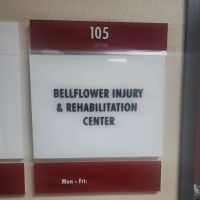 105
BELLFLOWER INJURY
& REHABILITATION
CENTER
Mon - Fri: